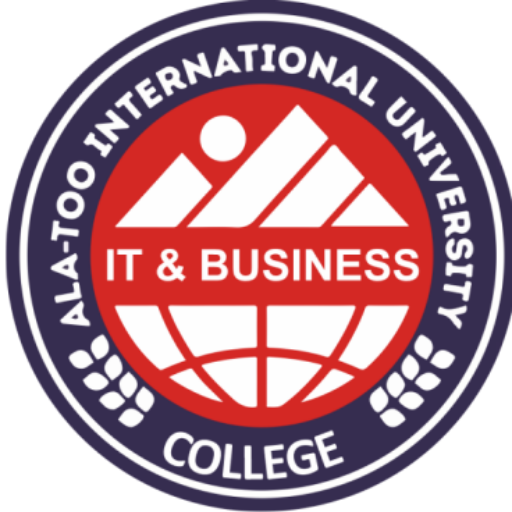 ALA-TOO INTERNATIONAL UNIVERSITY
IT & BUSINESS
COLLEGE